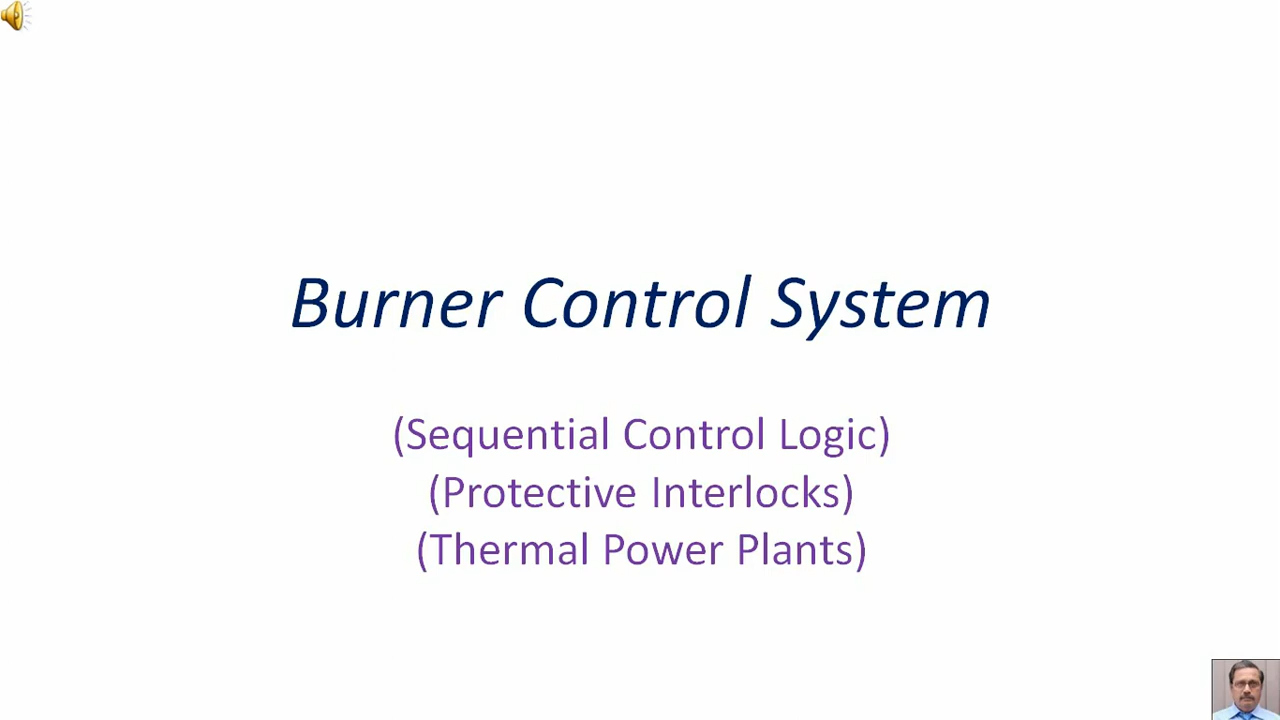 Burner Control System
(Sequential Control Logic)
(Protective Interlocks)
(Thermal Power Plants)